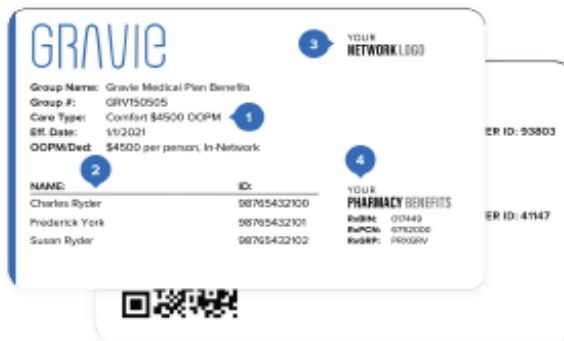 GRAVIE
3
YOUR
NETWORK LOGO
Group Name: Gravie Medical Plan Benefits
Group #: GRV150505
Care Type: Comfort $4500 OOPM
1
Eff. Date: 1/1/2021
OOPM/Ded: $4500 per person, In-Network
ER ID: 93803
2
4
NAME: ID:
Charles Ryder 98765432100
Frederick York 98765432101
Susan Ryder 98765432102
YOUR
PHARMACY BENEFITS
RxBIN: 017449
RxPCN: 6792000
RxGRP: PRXGRV
ER ID: 41147